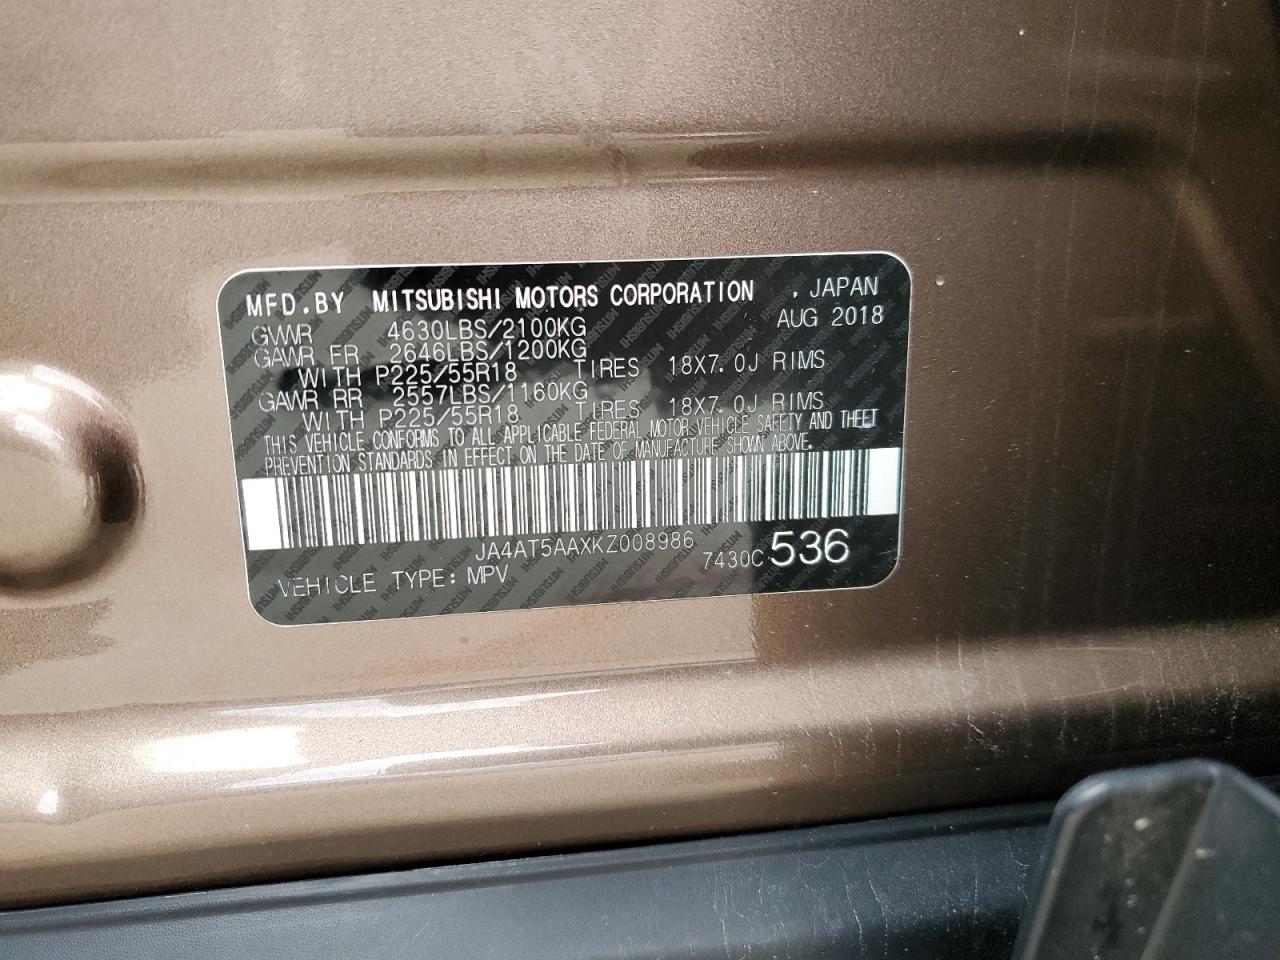 MFD.BY MITSUBISHI MOTORS CORPORATION , JAPAN
AUG 2018
GVWR 4630LBS/2100KG
GAWR FR 2646LBS/1200KG
WITH P225/55R18 TIRES 18X7.0J RIMS
GAWR RR 2557LBS/1160KG
WITH P225/55R18 TIRES 18X7.0J RIMS
THIS VEHICLE CONFORMS TO ALL APPLICABLE FEDERAL MOTOR VEHICLE SAFETY AND THEFT
PREVENTION STANDARDS IN EFFECT ON THE DATE OF MANUFACTURE SHOWN ABOVE.
JA4AT5AAXKZ008986
7430C 536
VEHICLE TYPE: MPV